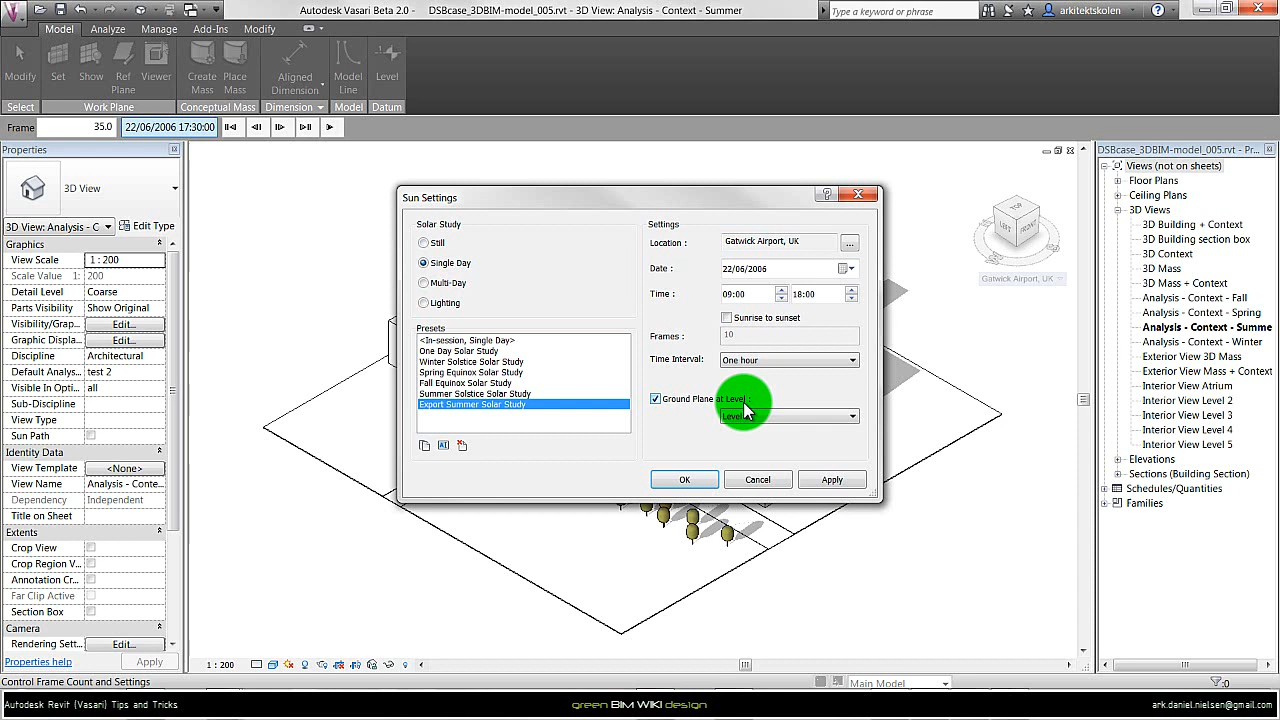 Autodesk Vasari Beta 2.0 - DSBcase_3DBIM-model_005.rvt - 3D View: Analysis - Context - Summer
Type a keyword or phrase
arkitektskolen
Model Analyze Manage Add-Ins Modify
Modify Set Show Ref Plane Viewer Create Mass Place Mass Aligned Dimension Model Line Level
Select Work Plane Conceptual Mass Dimension Model Datum
Frame 35.0 22/06/2006 17:30:00
Properties
3D View
3D View: Analysis - C Edit Type
Graphics
View Scale 1 : 200
Scale Value 1: 200
Detail Level Coarse
Parts Visibility Show Original
Visibility/Grap... Edit...
Graphic Displa... Edit...
Discipline Architectural
Default Analys... test 2
Visible In Opti... all
Sub-Discipline
View Type
Sun Path
Identity Data
View Template <None>
View Name Analysis - Conte...
Dependency Independent
Title on Sheet
Extents
Crop View
Crop Region V...
Annotation Cr...
Far Clip Active
Section Box
Camera
Rendering Sett... Edit...
Properties help Apply
Sun Settings
Solar Study
Still
Single Day
Multi-Day
Lighting
Presets
<In-session, Single Day>
One Day Solar Study
Winter Solstice Solar Study
Spring Equinox Solar Study
Fall Equinox Solar Study
Summer Solstice Solar Study
Export Summer Solar Study
Settings
Location : Gatwick Airport, UK ...
Date : 22/06/2006
Time : 09:00 18:00
Sunrise to sunset
Frames : 10
Time Interval: One hour
Ground Plane at Level :
OK Cancel Apply
TOP
LEFT FRONT
Gatwick Airport, UK
DSBcase_3DBIM-model_005.rvt - Pr...
Views (not on sheets)
Floor Plans
Ceiling Plans
3D Views
3D Building + Context
3D Building section box
3D Context
3D Mass
3D Mass + Context
Analysis - Context - Fall
Analysis - Context - Spring
Analysis - Context - Summe
Analysis - Context - Winter
Exterior View 3D Mass
Exterior View Mass + Context
Interior View Atrium
Interior View Level 2
Interior View Level 3
Interior View Level 4
Interior View Level 5
Elevations
Sections (Building Section)
Schedules/Quantities
Families
1 : 200
Control Frame Count and Settings
Main Model
:0
Autodesk Revit (Vasari) Tips and Tricks
green BIM WIKI design
ark.daniel.nielsen@gmail.com